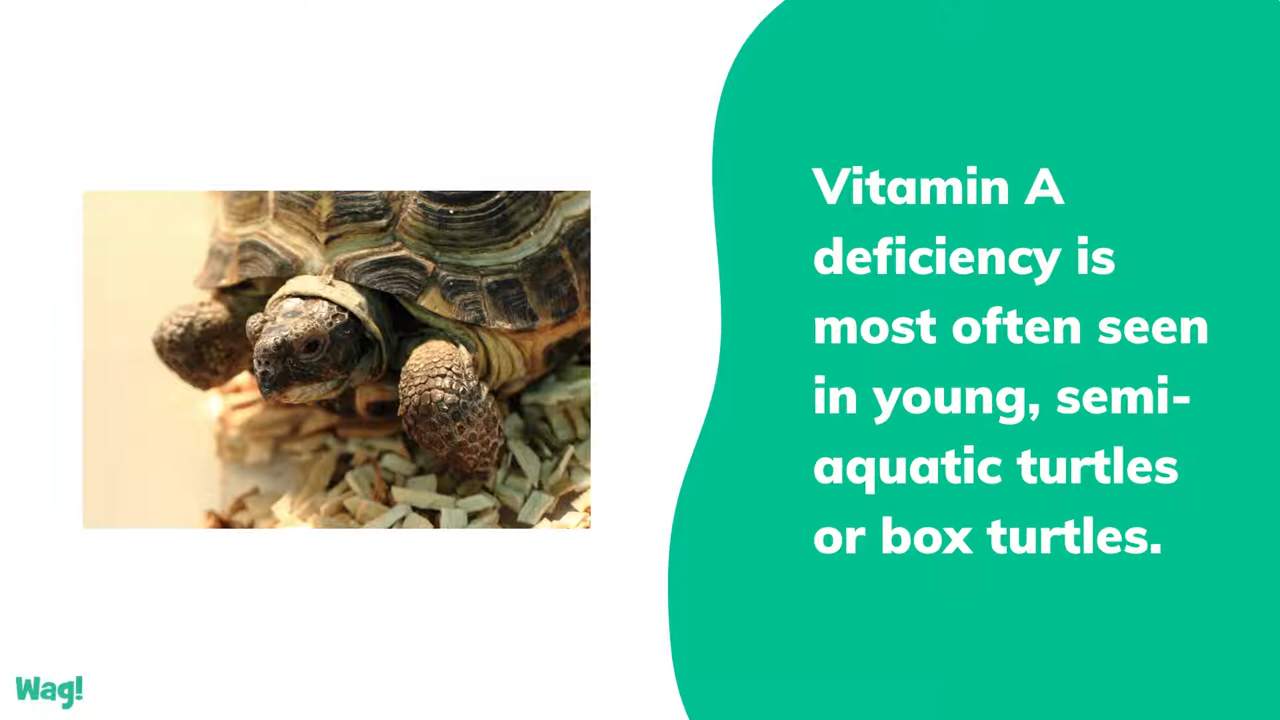 Vitamin A
deficiency is
most often seen
in young, semi-
aquatic turtles
or box turtles.
Wag!